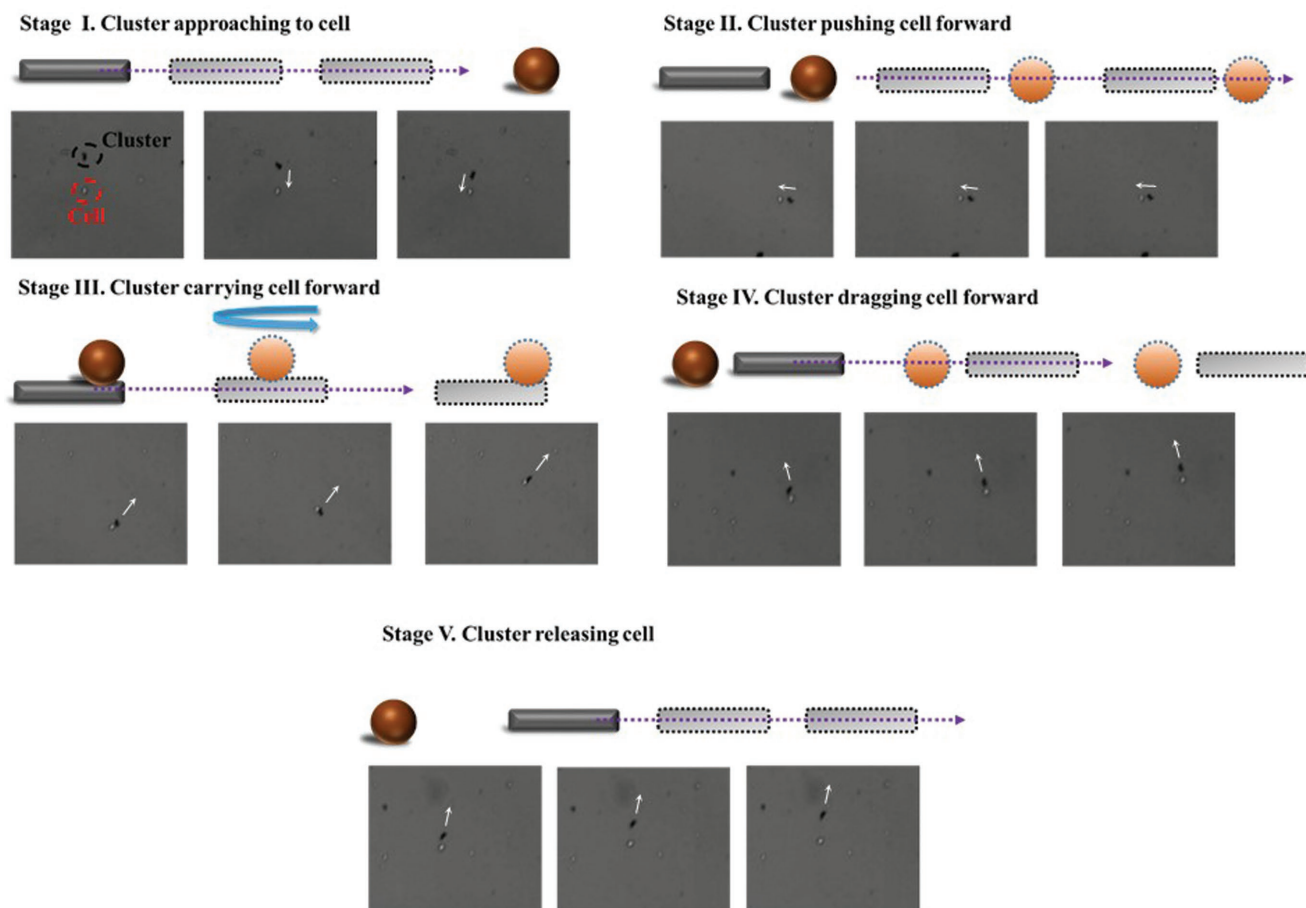 Stage I. Cluster approaching to cell
Stage II. Cluster pushing cell forward
Cluster
Cell
Stage III. Cluster carrying cell forward
Stage IV. Cluster dragging cell forward
Stage V. Cluster releasing cell